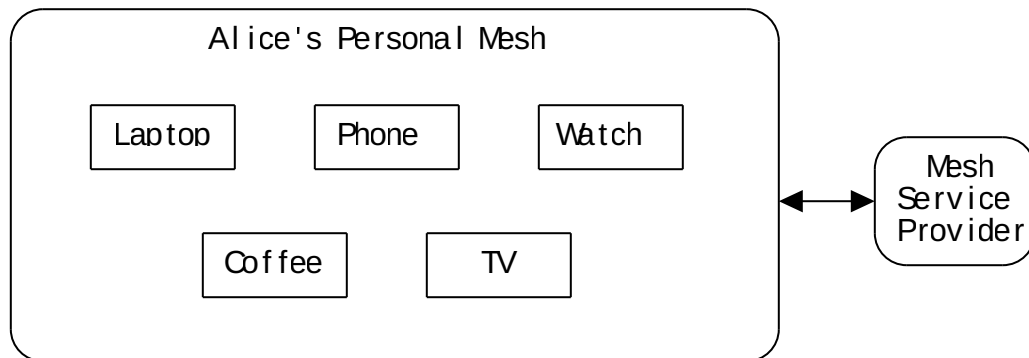 Alice's Personal Mesh
Laptop
Phone
Watch
Mesh
Service
Provider
Coffee
TV